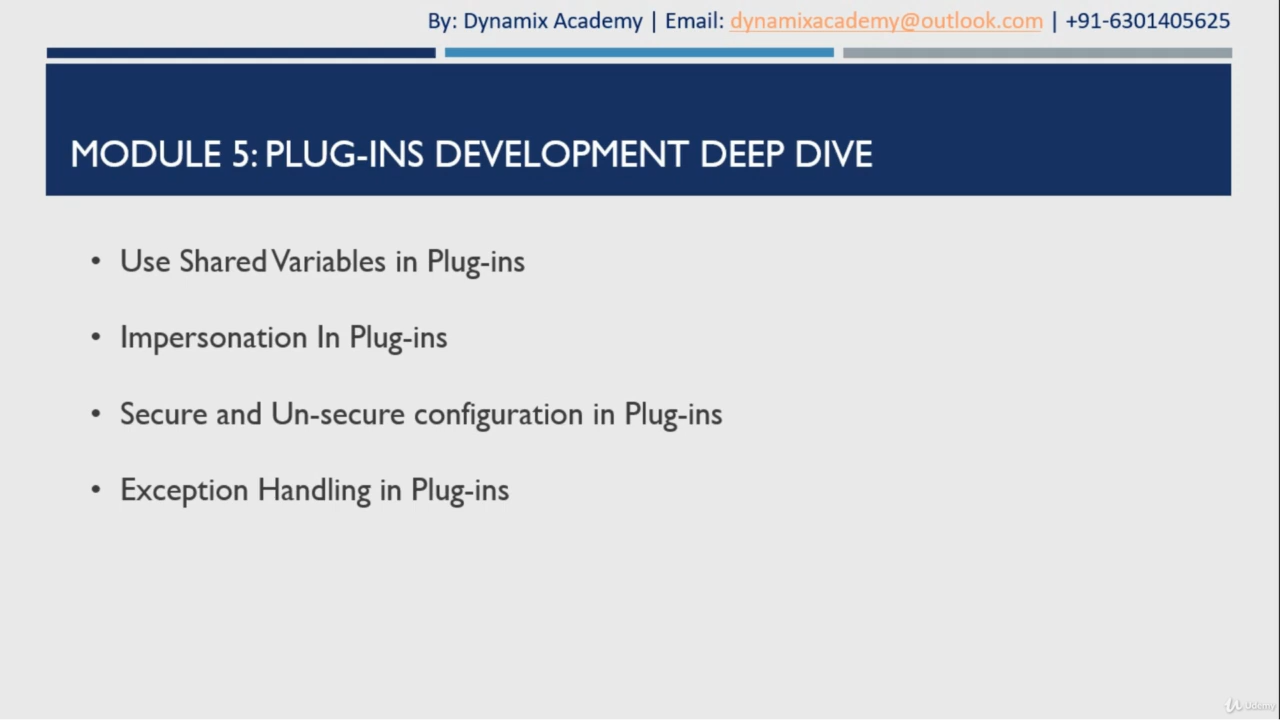 By: Dynamix Academy | Email: dynamixacademy@outlook.com | +91-6301405625
MODULE 5: PLUG-INS DEVELOPMENT DEEP DIVE
• Use Shared Variables in Plug-ins
• Impersonation In Plug-ins
• Secure and Un-secure configuration in Plug-ins
• Exception Handling in Plug-ins
Udemy